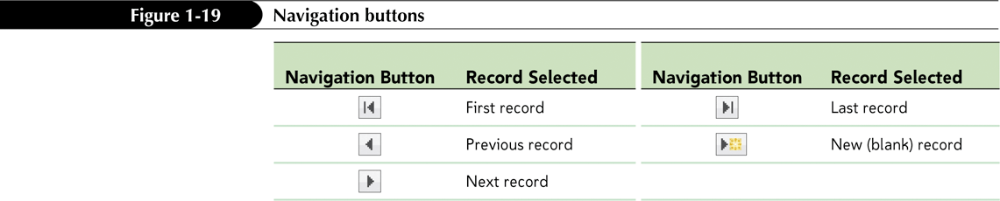 Figure 1-19 Navigation buttons
Navigation Button Record Selected Navigation Button Record Selected
First record Last record
Previous record New (blank) record
Next record